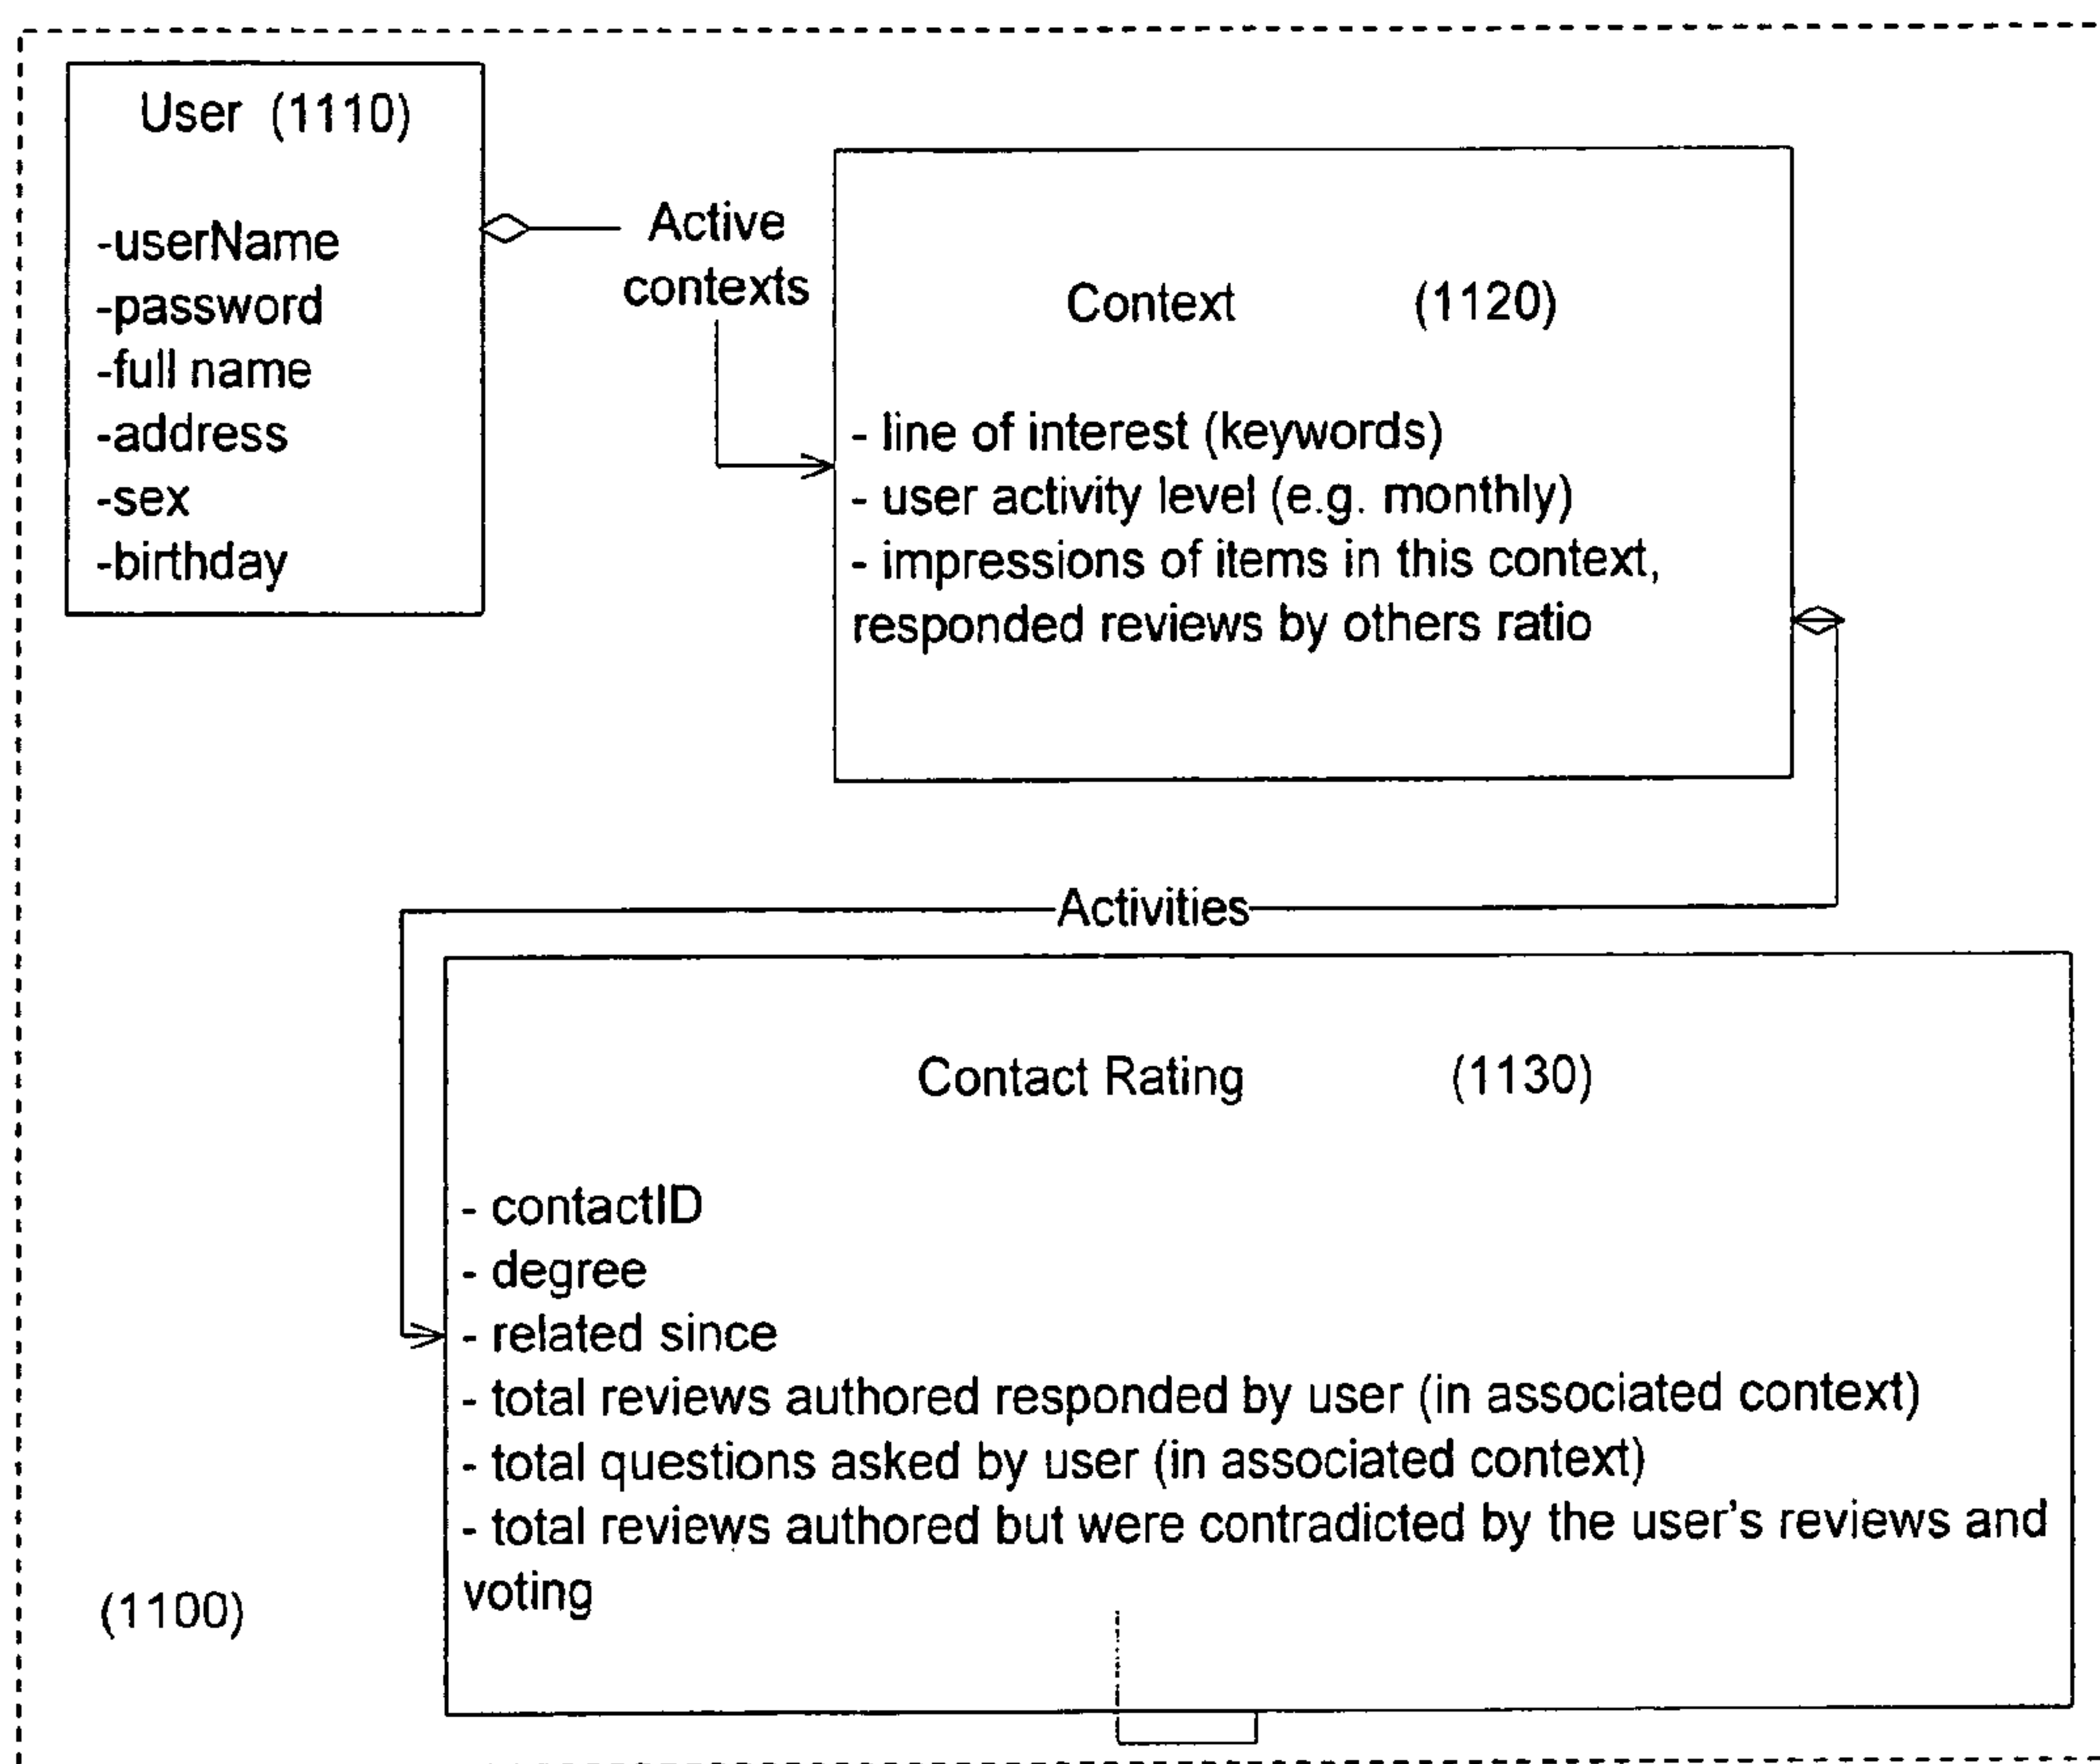 User (1110)
-userName
-password
-full name
-address
-sex
-birthday
Active
contexts
Context (1120)
- line of interest (keywords)
- user activity level (e.g. monthly)
- impressions of items in this context,
responded reviews by others ratio
Activities
Contact Rating (1130)
- contactID
- degree
- related since
- total reviews authored responded by user (in associated context)
- total questions asked by user (in associated context)
- total reviews authored but were contradicted by the user's reviews and
voting
(1100)